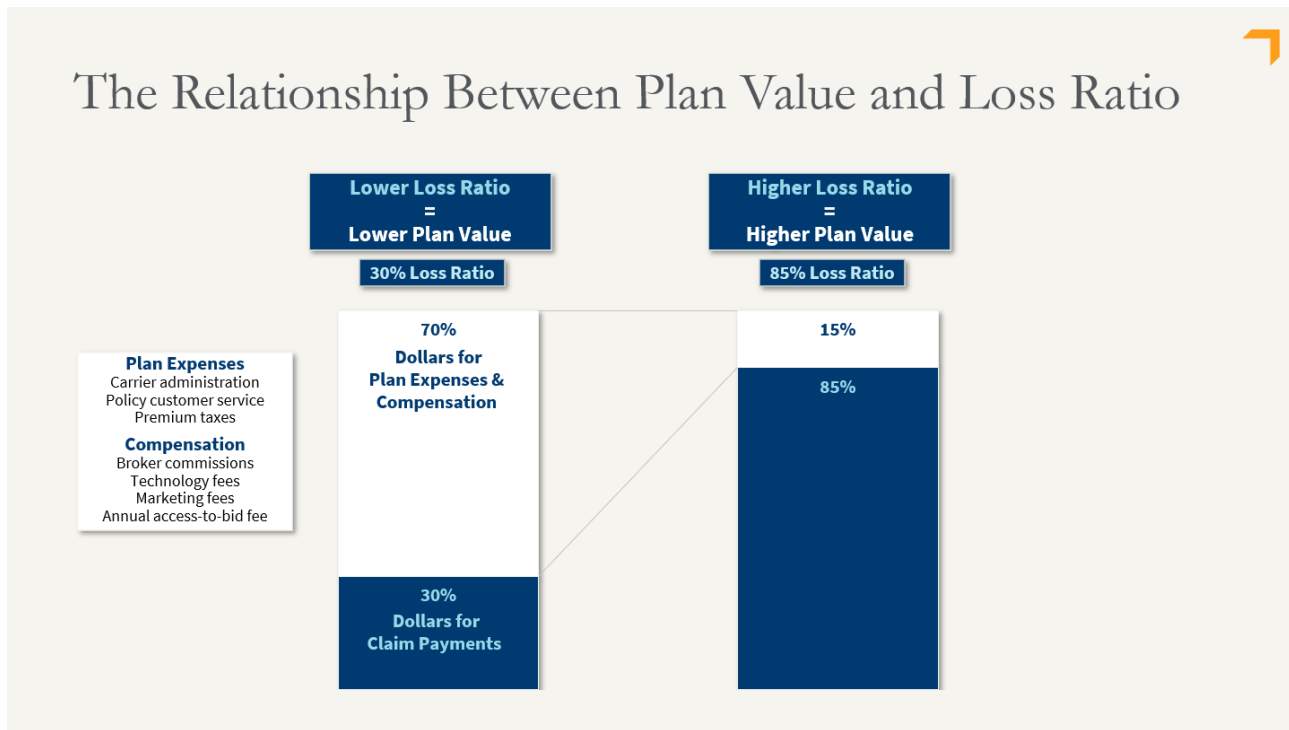 The Relationship Between Plan Value and Loss Ratio
Lower Loss Ratio
=
Lower Plan Value
30% Loss Ratio
Higher Loss Ratio
=
Higher Plan Value
85% Loss Ratio
Plan Expenses
Carrier administration
Policy customer service
Premium taxes
Compensation
Broker commissions
Technology fees
Marketing fees
Annual access-to-bid fee
70%
Dollars for
Plan Expenses &
Compensation
30%
Dollars for
Claim Payments
15%
85%